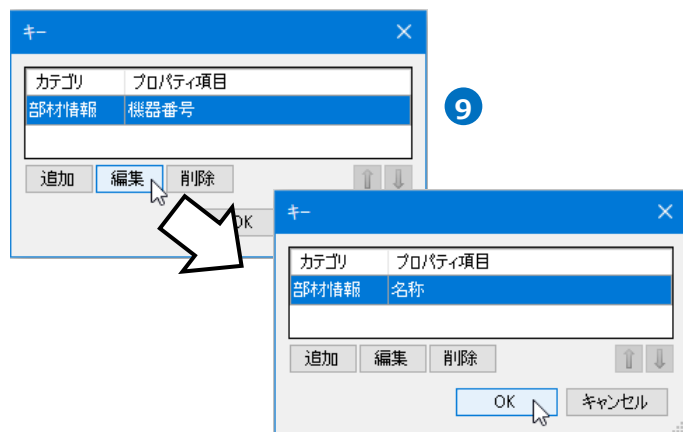 キー
カテゴリ プロパティ項目
部材情報 機器番号
9
追加 編集 削除
OK
キー
カテゴリ プロパティ項目
部材情報 名称
追加 編集 削除
OK キャンセル